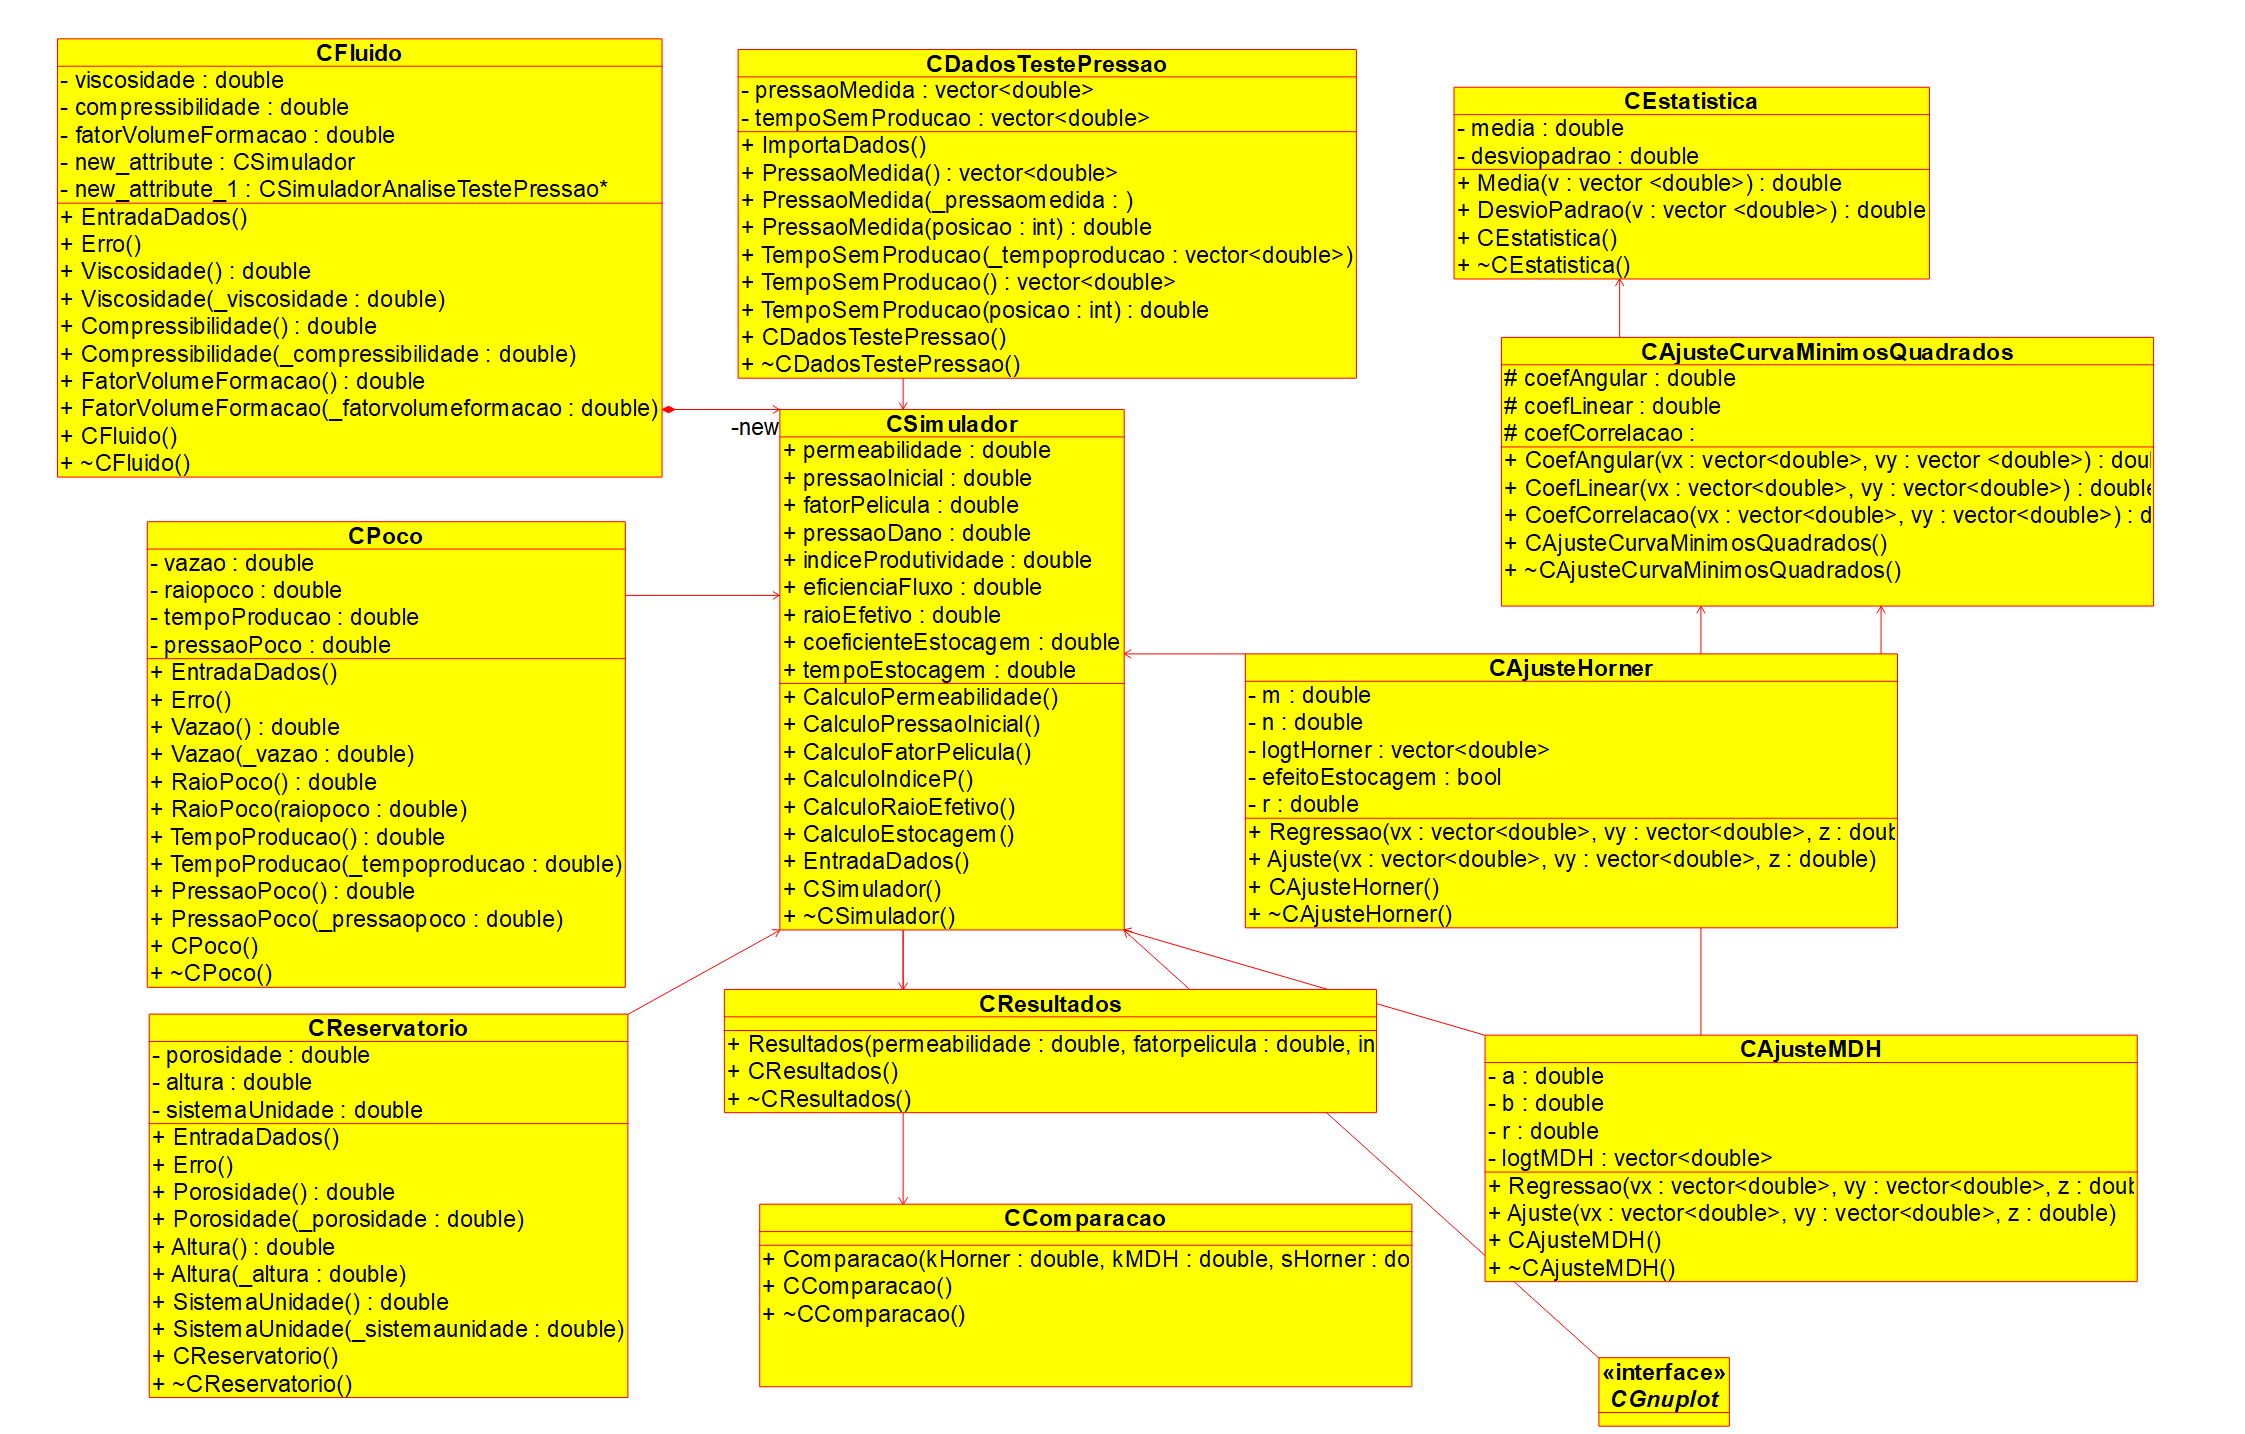 CFluido
- viscosidade : double
- compressibilidade : double
- fatorVolumeFormacao : double
- new_attribute : CSimulador
- new_attribute_1 : CSimuladorAnaliseTestePressao*
+ EntradaDados()
+ Erro()
+ Viscosidade() : double
+ Viscosidade(_viscosidade : double)
+ Compressibilidade() : double
+ Compressibilidade(_compressibilidade : double)
+ FatorVolumeFormacao() : double
+ FatorVolumeFormacao(_fatorvolumeformacao : double)
+ CFluido()
+ ~CFluido()
CDadosTestePressao
- pressaoMedida : vector<double>
- tempoSemProducao : vector<double>
+ ImportaDados()
+ PressaoMedida() : vector<double>
+ PressaoMedida(_pressaomedida : )
+ PressaoMedida(posicao : int) : double
+ TempoSemProducao(_tempoproducao : vector<double>)
+ TempoSemProducao() : vector<double>
+ TempoSemProducao(posicao : int) : double
+ CDadosTestePressao()
+ ~CDadosTestePressao()
CEstatistica
- media : double
- desviopadrao : double
+ Media(v : vector <double>) : double
+ DesvioPadrao(v : vector <double>) : double
+ CEstatistica()
+ ~CEstatistica()
CAjusteCurvaMinimosQuadrados
# coefAngular : double
# coefLinear : double
# coefCorrelacao :
+ CoefAngular(vx : vector<double>, vy : vector <double>) : doul
+ CoefLinear(vx : vector<double>, vy : vector<double>) : double
+ CoefCorrelacao(vx : vector<double>, vy : vector<double>) : d
+ CAjusteCurvaMinimosQuadrados()
+ ~CAjusteCurvaMinimosQuadrados()
-new
CSimulador
+ permeabilidade : double
+ pressaoInicial : double
+ fatorPelicula : double
+ pressaoDano : double
+ indiceProdutividade : double
+ eficienciaFluxo : double
+ raioEfetivo : double
+ coeficienteEstocagem : double
+ tempoEstocagem : double
+ CalculoPermeabilidade()
+ CalculoPressaoInicial()
+ CalculoFatorPelicula()
+ CalculoIndiceP()
+ CalculoRaioEfetivo()
+ CalculoEstocagem()
+ EntradaDados()
+ CSimulador()
+ ~CSimulador()
CPoco
- vazao : double
- raiopoco : double
- tempoProducao : double
- pressaoPoco : double
+ EntradaDados()
+ Erro()
+ Vazao() : double
+ Vazao(_vazao : double)
+ RaioPoco() : double
+ RaioPoco(raiopoco : double)
+ TempoProducao() : double
+ TempoProducao(_tempoproducao : double)
+ PressaoPoco() : double
+ PressaoPoco(_pressaopoco : double)
+ CPoco()
+ ~CPoco()
CAjusteHorner
- m : double
- n : double
- logtHorner : vector<double>
- efeitoEstocagem : bool
- r : double
+ Regressao(vx : vector<double>, vy : vector<double>, z : doub
+ Ajuste(vx : vector<double>, vy : vector<double>, z : double)
+ CAjusteHorner()
+ ~CAjusteHorner()
CReservatorio
- porosidade : double
- altura : double
- sistemaUnidade : double
+ EntradaDados()
+ Erro()
+ Porosidade() : double
+ Porosidade(_porosidade : double)
+ Altura() : double
+ Altura(_altura : double)
+ SistemaUnidade() : double
+ SistemaUnidade(_sistemaunidade : double)
+ CReservatorio()
+ ~CReservatorio()
CResultados
+ Resultados(permeabilidade : double, fatorpelicula : double, in
+ CResultados()
+ ~CResultados()
CAjusteMDH
- a : double
- b : double
- r : double
- logtMDH : vector<double>
+ Regressao(vx : vector<double>, vy : vector<double>, z : doub
+ Ajuste(vx : vector<double>, vy : vector<double>, z : double)
+ CAjusteMDH()
+ ~CAjusteMDH()
CComparacao
+ Comparacao(kHorner : double, kMDH : double, sHorner : do
+ CComparacao()
+ ~CComparacao()
«interface»
CGnuplot